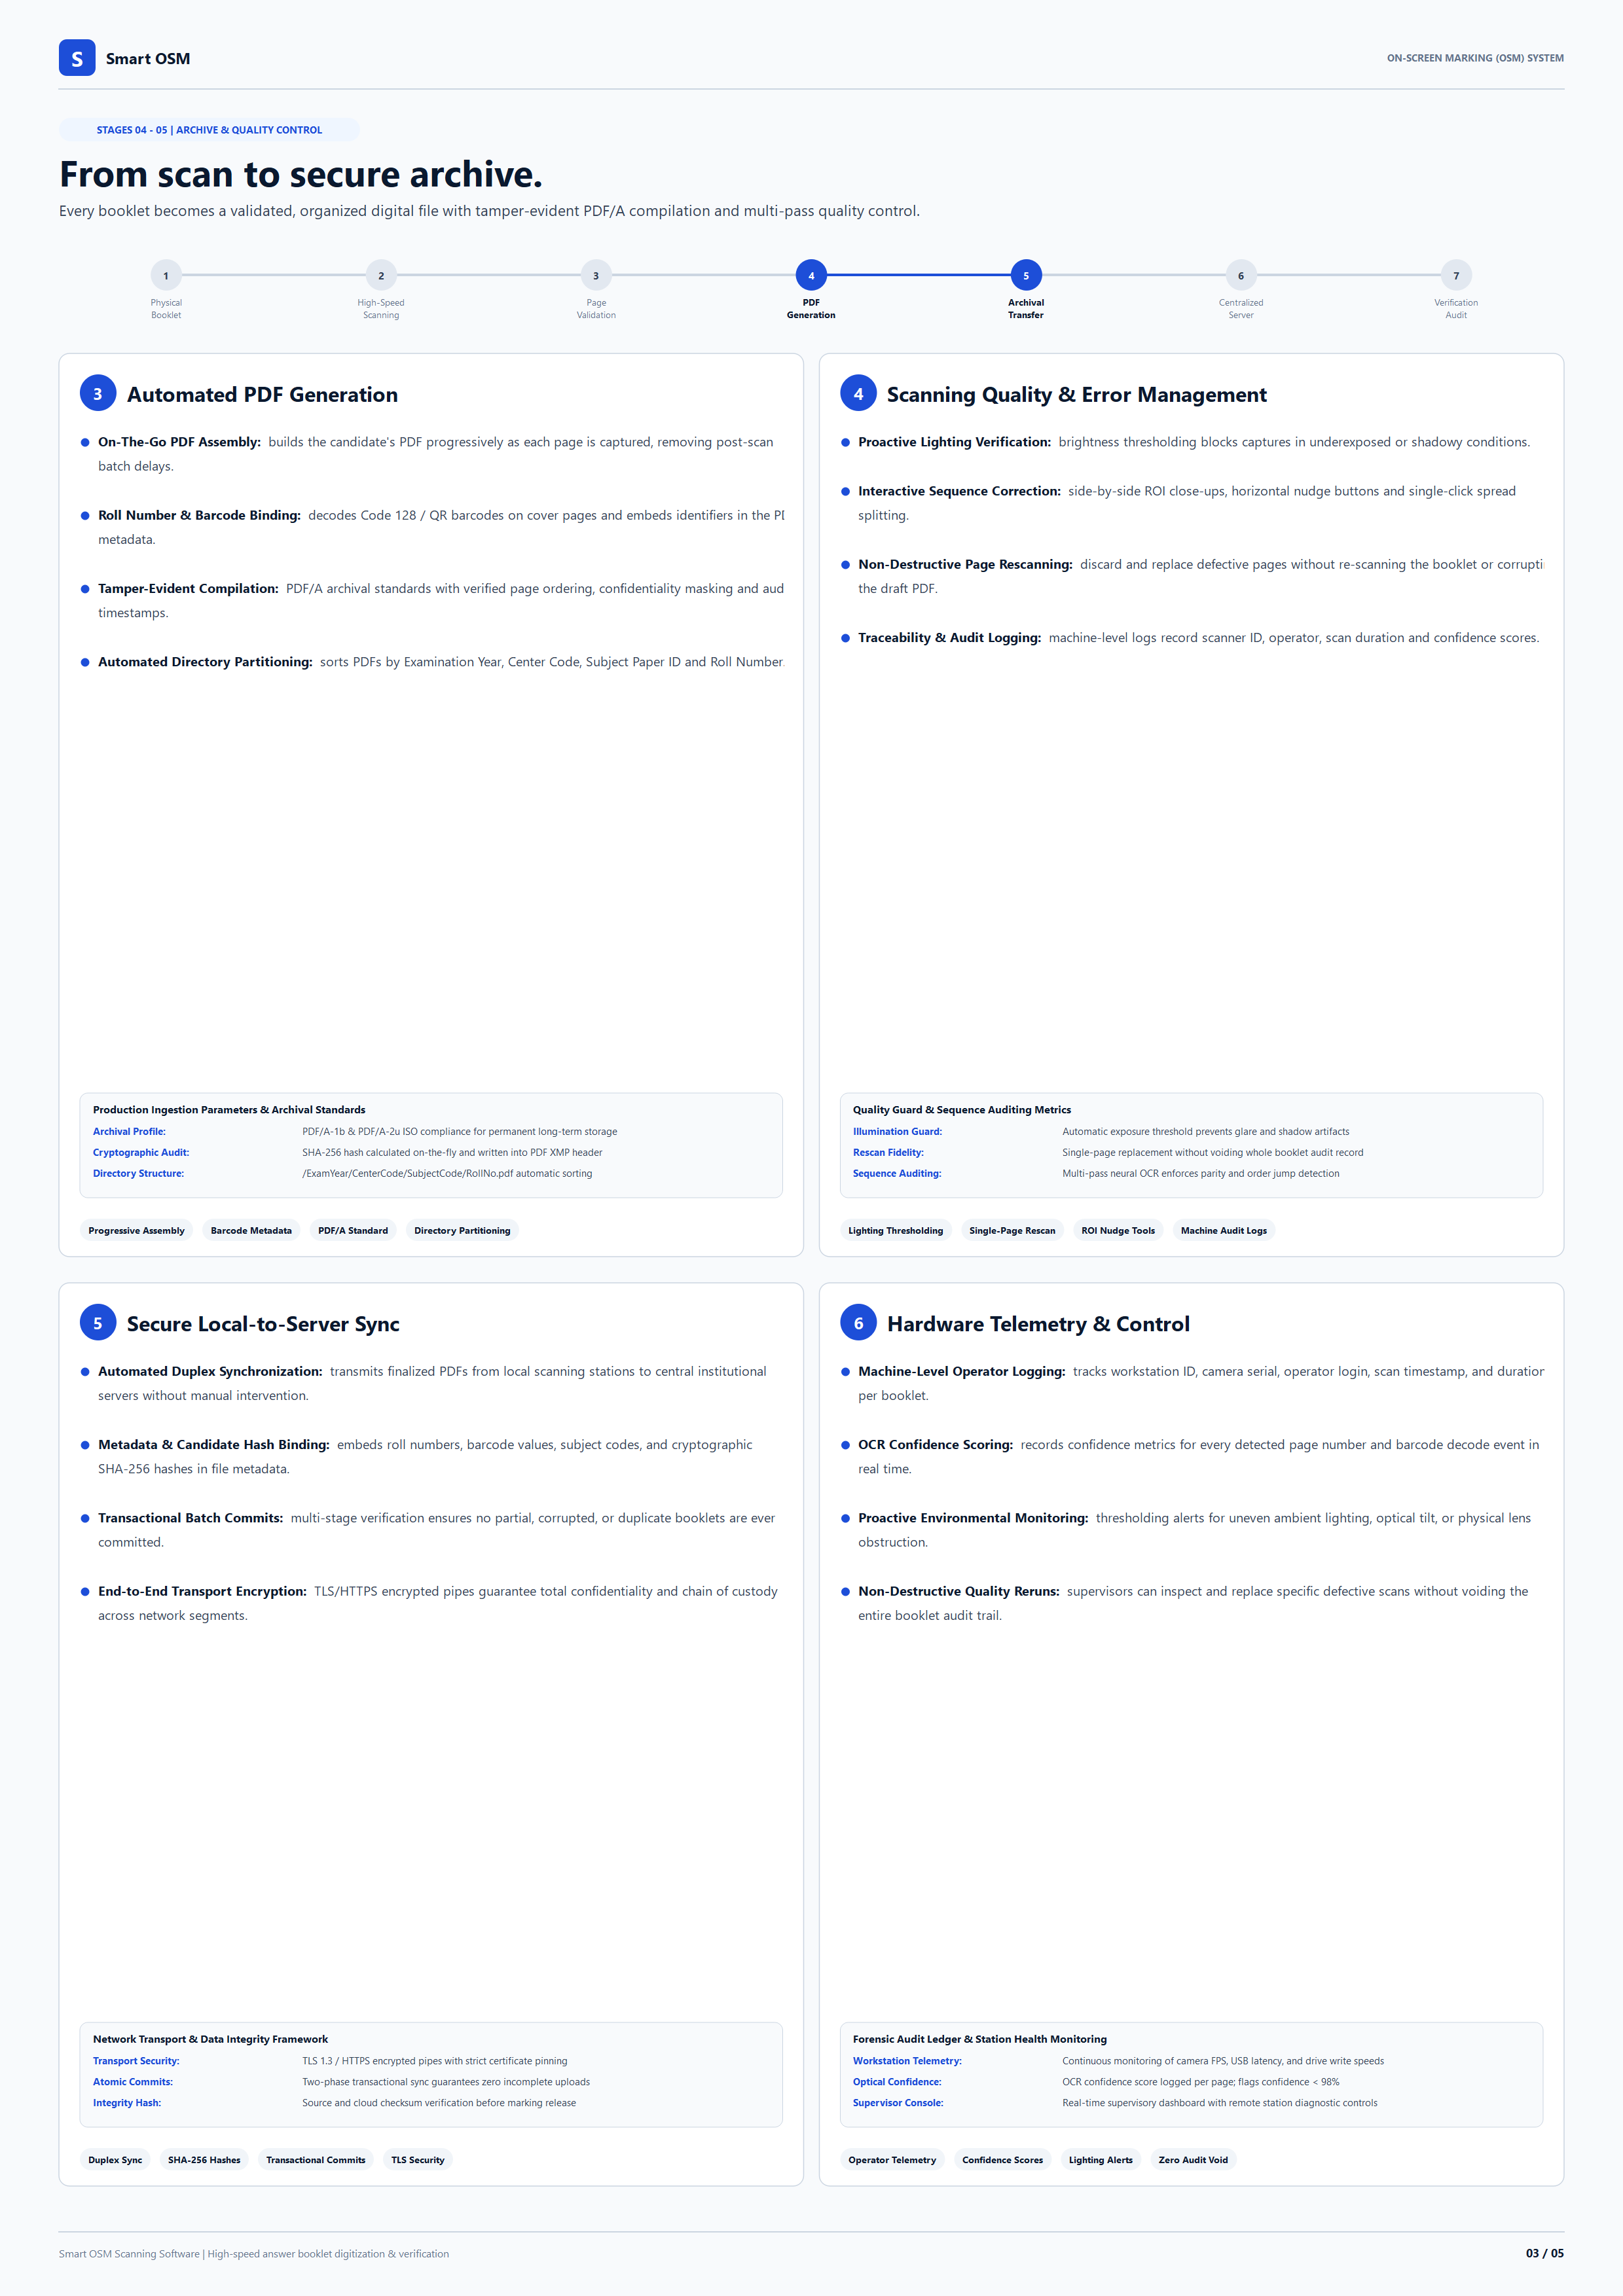 S
Smart OSM
ON-SCREEN MARKING (OSM) SYSTEM
STAGES 04 - 05 | ARCHIVE & QUALITY CONTROL
From scan to secure archive.
Every booklet becomes a validated, organized digital file with tamper-evident PDF/A compilation and multi-pass quality control.
1
Physical
Booklet
2
High-Speed
Scanning
3
Page
Validation
4
PDF
Generation
5
Archival
Transfer
6
Centralized
Server
7
Verification
Audit
3
Automated PDF Generation
On-The-Go PDF Assembly: builds the candidate's PDF progressively as each page is captured, removing post-scan
batch delays.
Roll Number & Barcode Binding: decodes Code 128 / QR barcodes on cover pages and embeds identifiers in the
metadata.
Tamper-Evident Compilation: PDF/A archival standards with verified page ordering, confidentiality masking and aud
timestamps.
Automated Directory Partitioning: sorts PDFs by Examination Year, Center Code, Subject Paper ID and Roll Number.
Production Ingestion Parameters & Archival Standards
Archival Profile: PDF/A-1b & PDF/A-2u ISO compliance for permanent long-term storage
Cryptographic Audit: SHA-256 hash calculated on-the-fly and written into PDF XMP header
Directory Structure: /ExamYear/CenterCode/SubjectCode/RollNo.pdf automatic sorting
Progressive Assembly
Barcode Metadata
PDF/A Standard
Directory Partitioning
4
Scanning Quality & Error Management
Proactive Lighting Verification: brightness thresholding blocks captures in underexposed or shadowy conditions.
Interactive Sequence Correction: side-by-side ROI close-ups, horizontal nudge buttons and single-click spread
splitting.
Non-Destructive Page Rescanning: discard and replace defective pages without re-scanning the booklet or corrupti
the draft PDF.
Traceability & Audit Logging: machine-level logs record scanner ID, operator, scan duration and confidence scores.
Quality Guard & Sequence Auditing Metrics
Illumination Guard: Automatic exposure threshold prevents glare and shadow artifacts
Rescan Fidelity: Single-page replacement without voiding whole booklet audit record
Sequence Auditing: Multi-pass neural OCR enforces parity and order jump detection
Lighting Thresholding
Single-Page Rescan
ROI Nudge Tools
Machine Audit Logs
5
Secure Local-to-Server Sync
Automated Duplex Synchronization: transmits finalized PDFs from local scanning stations to central institutional
servers without manual intervention.
Metadata & Candidate Hash Binding: embeds roll numbers, barcode values, subject codes, and cryptographic
SHA-256 hashes in file metadata.
Transactional Batch Commits: multi-stage verification ensures no partial, corrupted, or duplicate booklets are ever
committed.
End-to-End Transport Encryption: TLS/HTTPS encrypted pipes guarantee total confidentiality and chain of custody
across network segments.
Network Transport & Data Integrity Framework
Transport Security: TLS 1.3 / HTTPS encrypted pipes with strict certificate pinning
Atomic Commits: Two-phase transactional sync guarantees zero incomplete uploads
Integrity Hash: Source and cloud checksum verification before marking release
Duplex Sync
SHA-256 Hashes
Transactional Commits
TLS Security
6
Hardware Telemetry & Control
Machine-Level Operator Logging: tracks workstation ID, camera serial, operator login, scan timestamp, and duration
per booklet.
OCR Confidence Scoring: records confidence metrics for every detected page number and barcode decode event in
real time.
Proactive Environmental Monitoring: thresholding alerts for uneven ambient lighting, optical tilt, or physical lens
obstruction.
Non-Destructive Quality Reruns: supervisors can inspect and replace specific defective scans without voiding the
entire booklet audit trail.
Forensic Audit Ledger & Station Health Monitoring
Workstation Telemetry: Continuous monitoring of camera FPS, USB latency, and drive write speeds
Optical Confidence: OCR confidence score logged per page; flags confidence < 98%
Supervisor Console: Real-time supervisory dashboard with remote station diagnostic controls
Operator Telemetry
Confidence Scores
Lighting Alerts
Zero Audit Void
Smart OSM Scanning Software | High-speed answer booklet digitization & verification
03 / 05